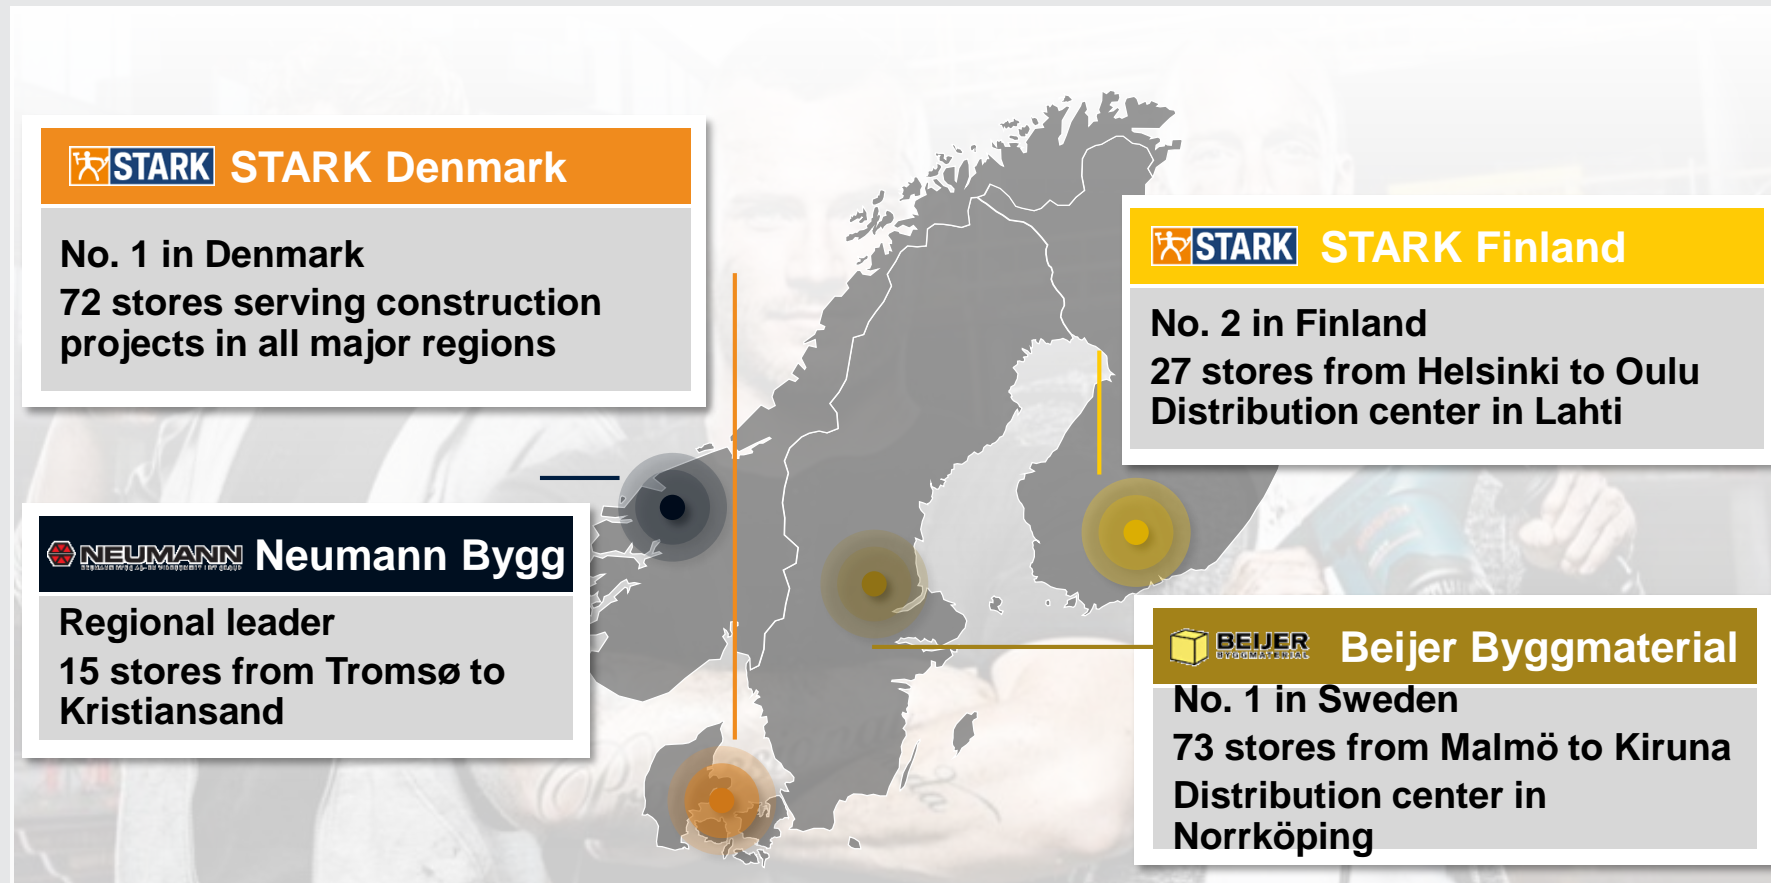 STARK STARK Denmark
No. 1 in Denmark
72 stores serving construction
projects in all major regions
STARK STARK Finland
No. 2 in Finland
27 stores from Helsinki to Oulu
Distribution center in Lahti
NEUMANN Neumann Bygg
Regional leader
15 stores from Tromsø to
Kristiansand
BEIJER Beijer Byggmaterial
BYGGMATERIAL
No. 1 in Sweden
73 stores from Malmö to Kiruna
Distribution center in
Norrköping